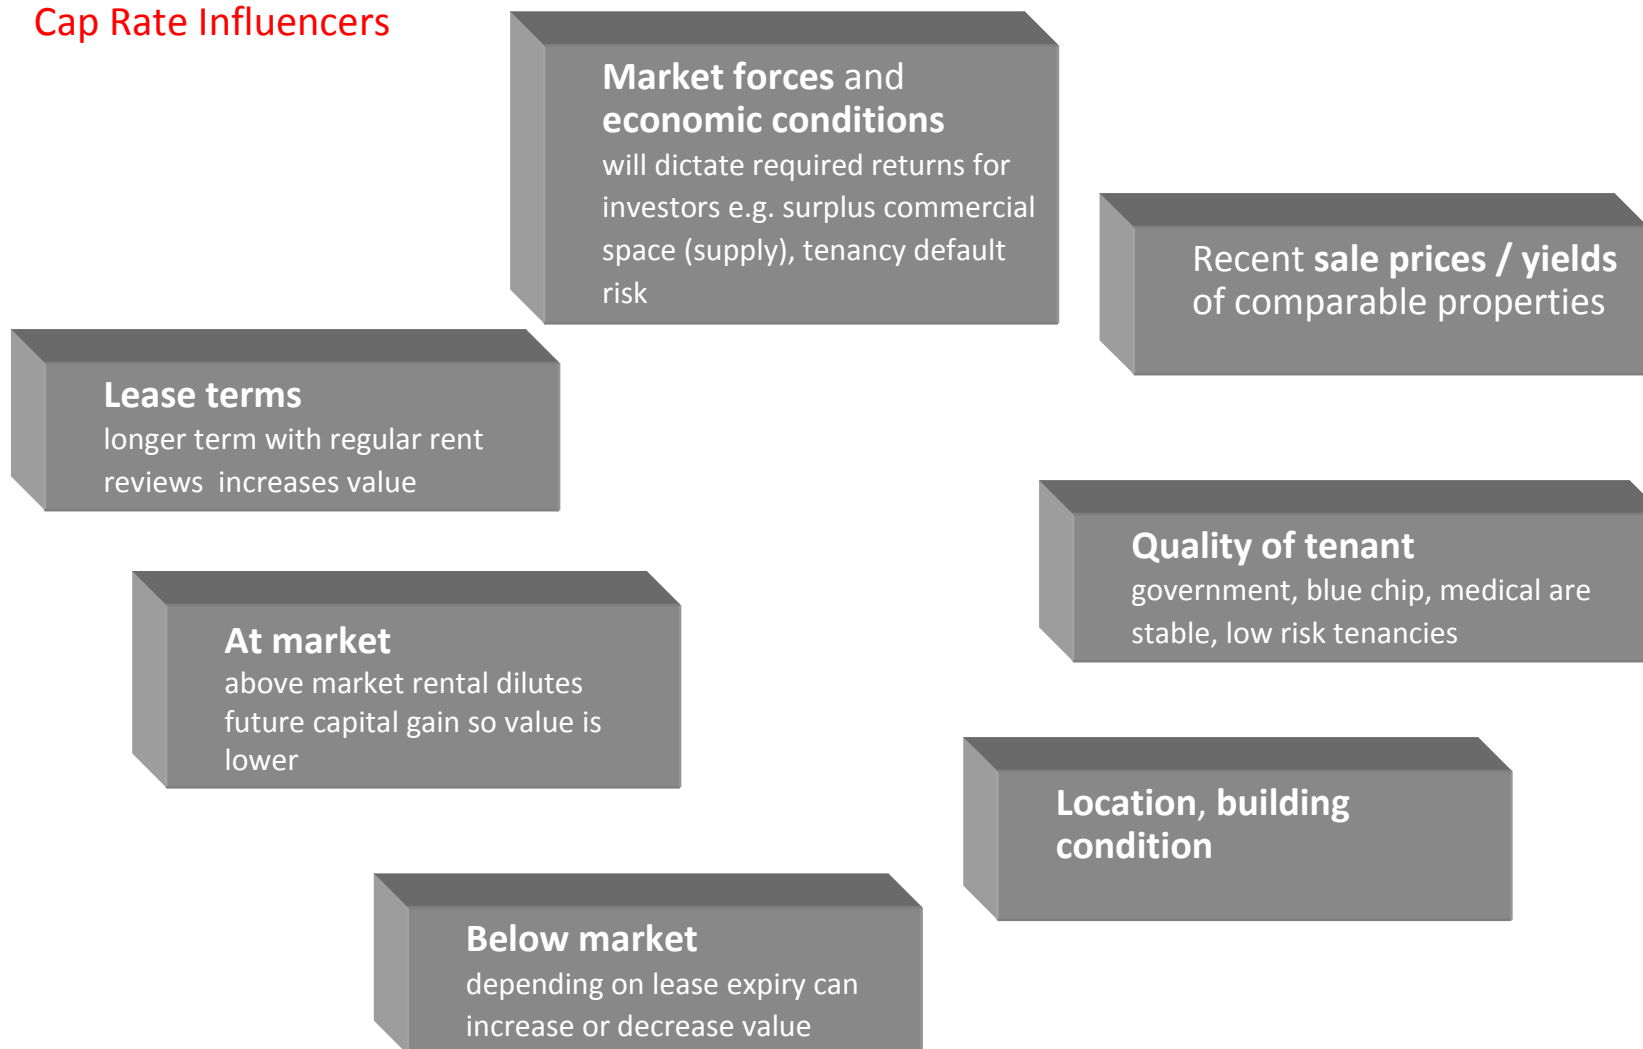 Cap Rate Influencers
Market forces and
economic conditions
will dictate required returns for
investors e.g. surplus commercial
space (supply), tenancy default
risk
Recent sale prices / yields
of comparable properties
Lease terms
longer term with regular rent
reviews  increases value
Quality of tenant
government, blue chip, medical are
stable, low risk tenancies
At market
above market rental dilutes
future capital gain so value is
lower
Location, building
condition
Below market
depending on lease expiry can
increase or decrease value